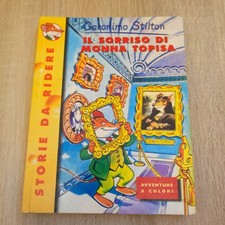 Geronimo Stilton
IL SORRISO DI
MONNA TOPISA
STORIE DA RIDERE
AVVENTURE
A COLORI